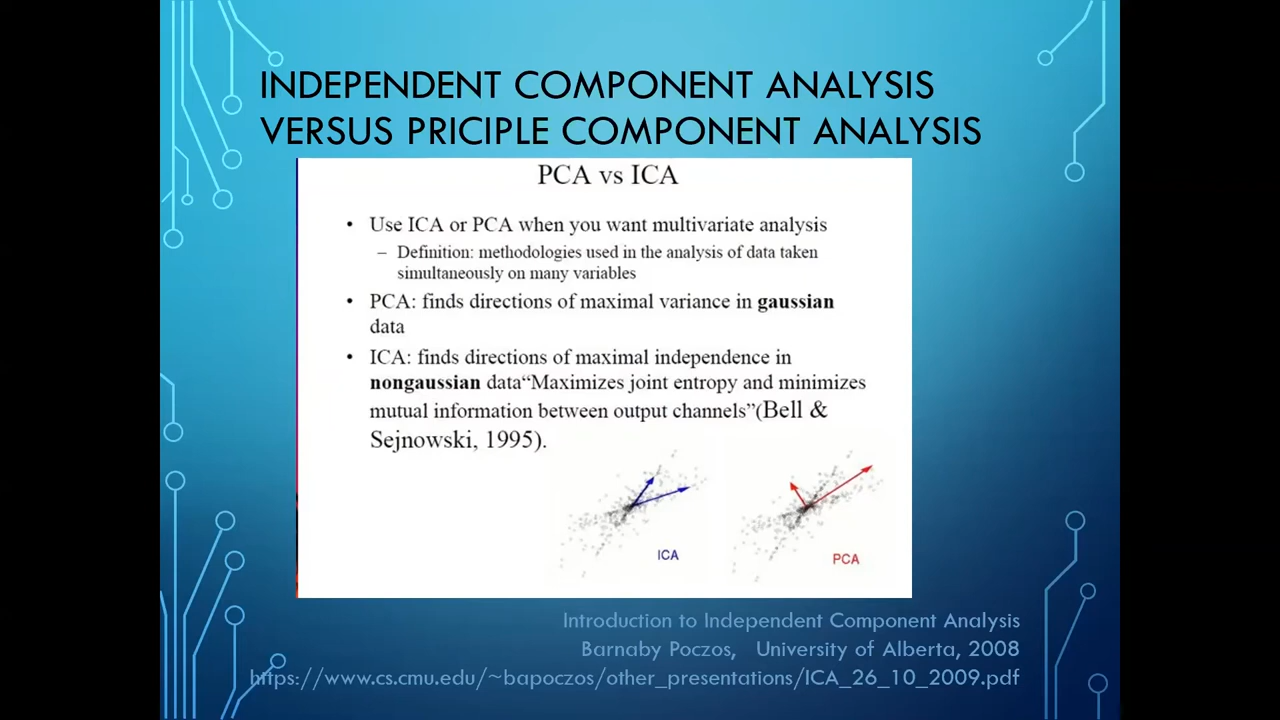 INDEPENDENT COMPONENT ANALYSIS
VERSUS PRICIPLE COMPONENT ANALYSIS
PCA vs ICA
• Use ICA or PCA when you want multivariate analysis
– Definition: methodologies used in the analysis of data taken
simultaneously on many variables
• PCA: finds directions of maximal variance in gaussian
data
• ICA: finds directions of maximal independence in
nongaussian data“Maximizes joint entropy and minimizes
mutual information between output channels”(Bell &
Sejnowski, 1995).
ICA
PCA
Introduction to Independent Component Analysis
Barnaby Poczos, University of Alberta, 2008
https://www.cs.cmu.edu/~bapoczos/other_presentations/ICA_26_10_2009.pdf